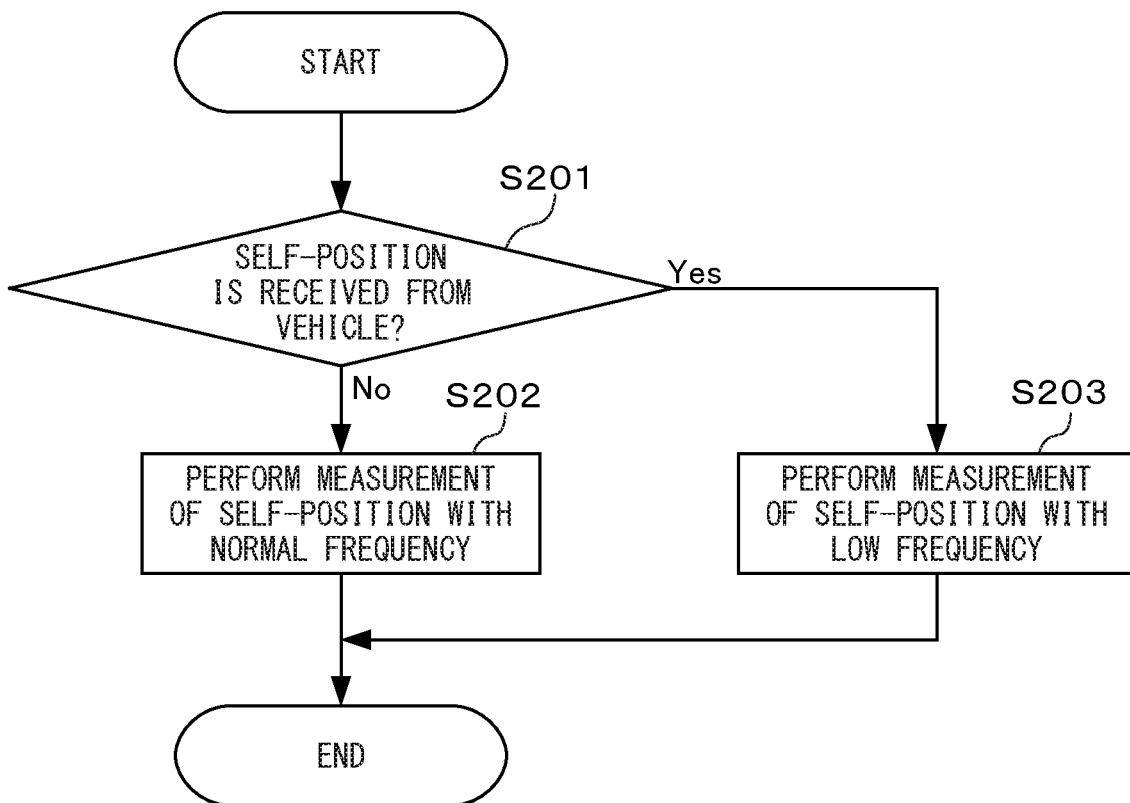 START
S201
SELF-POSITION
IS RECEIVED FROM
VEHICLE?
Yes
No
S202
PERFORM MEASUREMENT
OF SELF-POSITION WITH
NORMAL FREQUENCY
S203
PERFORM MEASUREMENT
OF SELF-POSITION WITH
LOW FREQUENCY
END